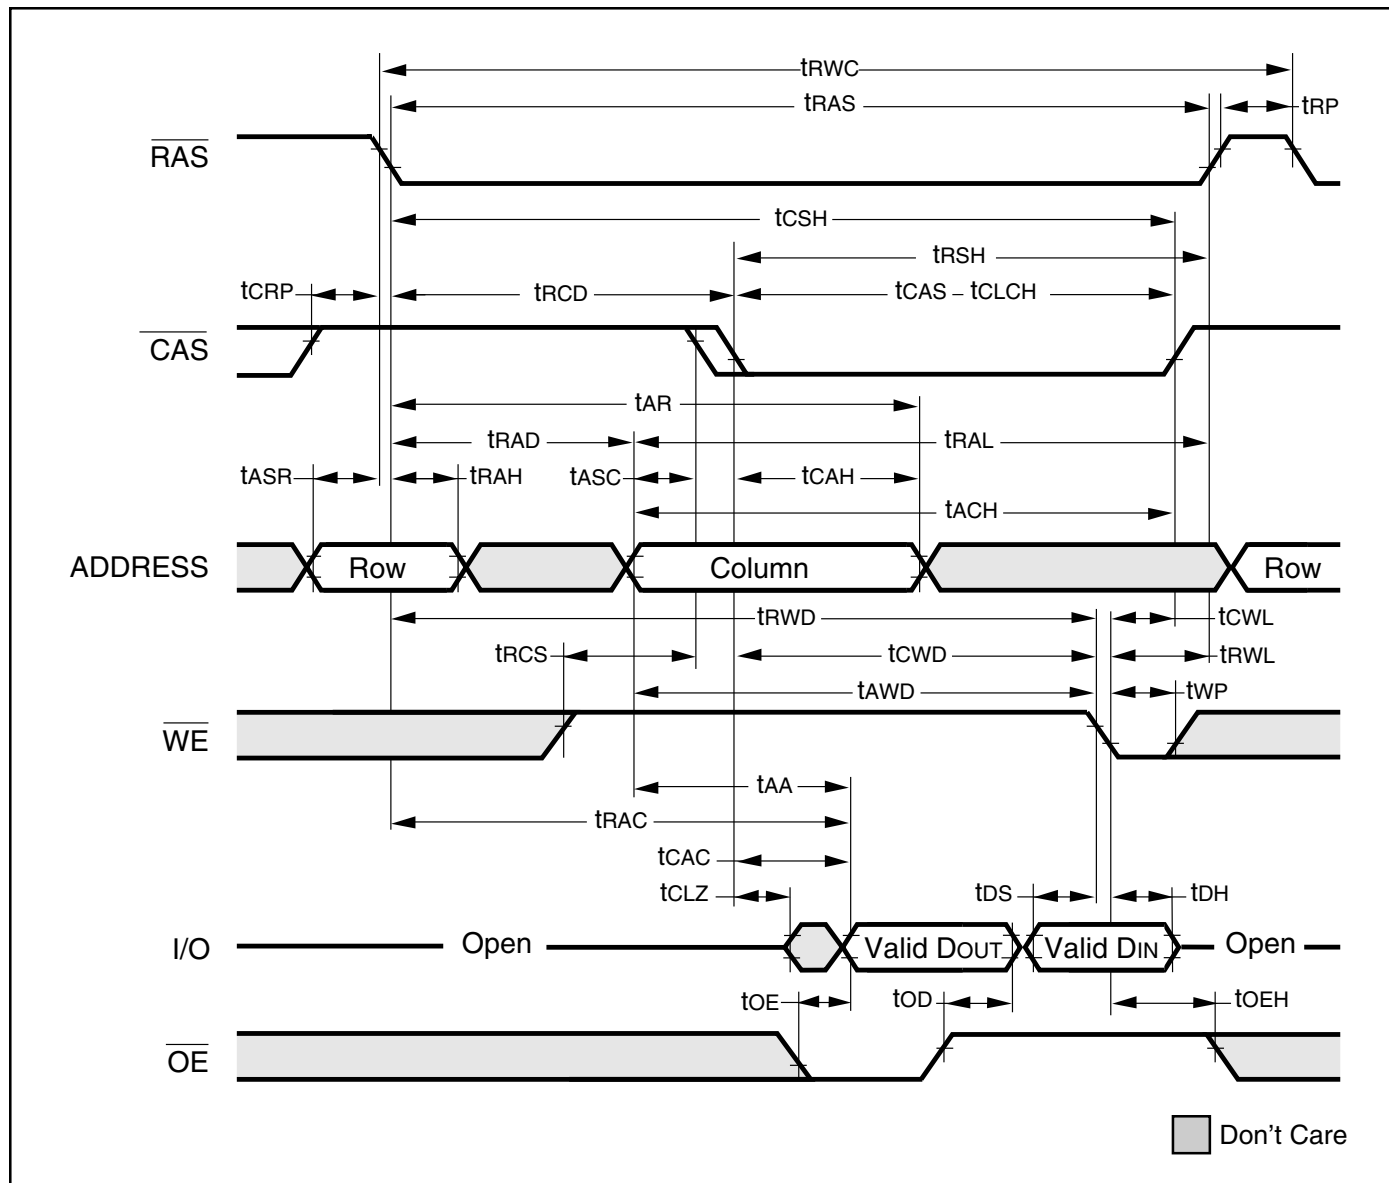 tRWC
tRAS
tRP
RAS
tCSH
tRSH
tCRP
tRCD
tCAS – tCLCH
CAS
tAR
tRAD
tRAL
tASR
tRAH
tASC
tCAH
tACH
ADDRESS
Row
Column
Row
tRWD
tCWL
tRCS
tCWD
tRWL
tAWD
tWP
WE
tAA
tRAC
tCAC
tCLZ
tDS
tDH
I/O
Open
Valid DOUT
Valid DIN
Open
tOE
tOD
tOEH
OE
Don't Care